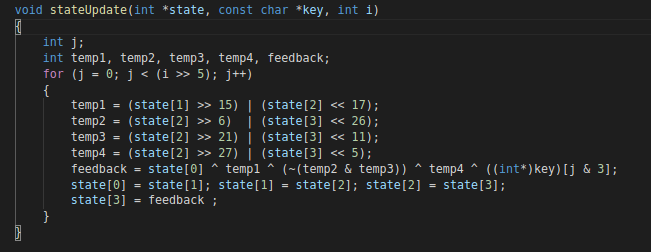 void stateUpdate(int *state, const char *key, int i)
{
    int j;
    int temp1, temp2, temp3, temp4, feedback;
    for (j = 0; j < (i >> 5); j++)
    {
        temp1 = (state[1] >> 15) | (state[2] << 17);
        temp2 = (state[2] >> 6)  | (state[3] << 26);
        temp3 = (state[2] >> 21) | (state[3] << 11);
        temp4 = (state[2] >> 27) | (state[3] << 5);
        feedback = state[0] ^ temp1 ^ (~(temp2 & temp3)) ^ temp4 ^ ((int*)key)[j & 3];
        state[0] = state[1]; state[1] = state[2]; state[2] = state[3];
        state[3] = feedback ;
    }
}